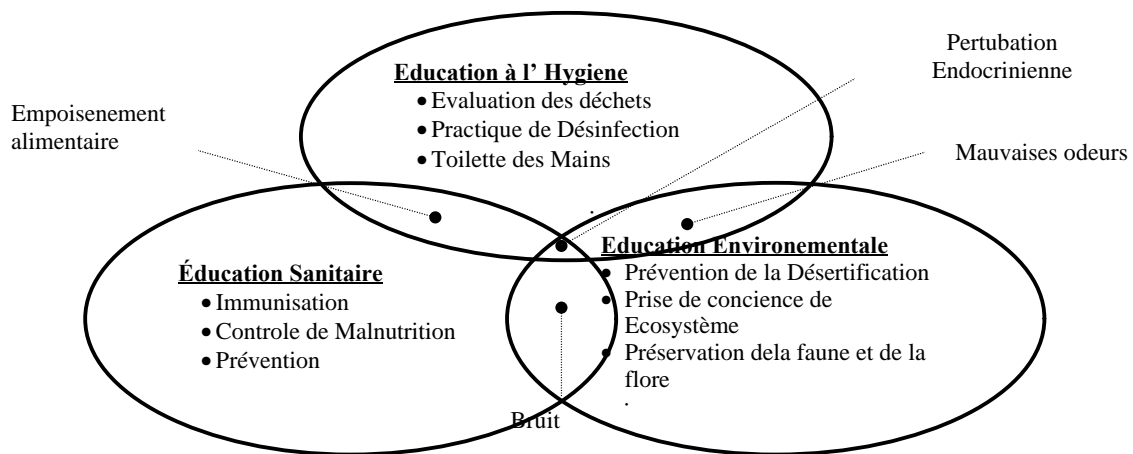 Pertubation
Endocrinienne
Education à l’ Hygiene
• Evaluation des déchets
• Practique de Désinfection
• Toilette des Mains
Empoisenement
alimentaire
Mauvaises odeurs
Education Environementale
• Prévention de la Désertification
• Prise de concience de
Ecosystème
• Préservation dela faune et de la
flore
Éducation Sanitaire
• Immunisation
• Controle de Malnutrition
• Prévention
Bruit